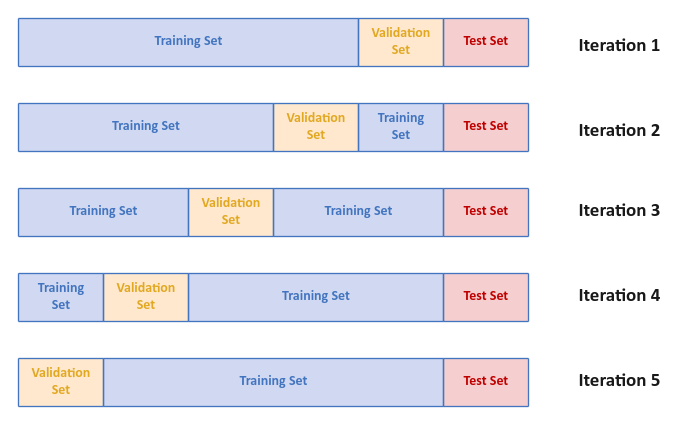 Training Set
Validation
Set
Test Set
Iteration 1
Training Set
Validation
Set
Training
Set
Test Set
Iteration 2
Training Set
Validation
Set
Training Set
Test Set
Iteration 3
Training
Set
Validation
Set
Training Set
Test Set
Iteration 4
Validation
Set
Training Set
Test Set
Iteration 5